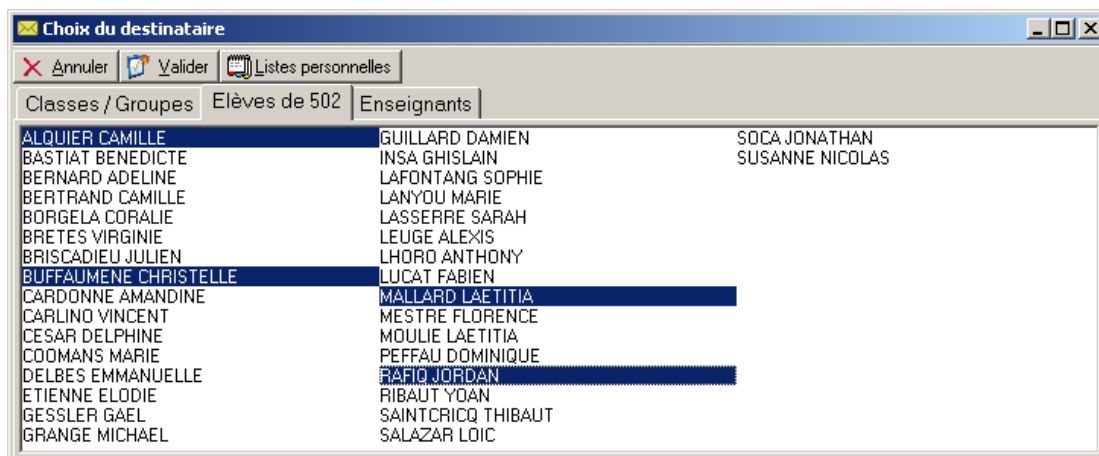 Choix du destinataire
Annuler Valider Listes personnelles
Classes / Groupes Elèves de 502 Enseignants
ALQUIER CAMILLE
BASTIAT BENEDICTE
BERNARD ADELINE
BERTRAND CAMILLE
BORGELA CORALIE
BRETES VIRGINIE
BRISCADIEU JULIEN
BUFFAUMENE CHRISTELLE
CARDONNE AMANDINE
CARLINO VINCENT
CESAR DELPHINE
COOMANS MARIE
DELBES EMMANUELLE
ETIENNE ELODIE
GESSLER GAEL
GRANGE MICHAEL
GUILLARD DAMIEN
INSA GHISLAIN
LAFONTANG SOPHIE
LANYOU MARIE
LASSERRE SARAH
LEUGE ALEXIS
LHORO ANTHONY
LUCAT FABIEN
MALLARD LAETITIA
MESTRE FLORENCE
MOULIE LAETITIA
PEFFAU DOMINIQUE
RAFIQ JORDAN
RIBAUT YOAN
SAINTCRICQ THIBAUT
SALAZAR LOIC
SOCA JONATHAN
SUSANNE NICOLAS